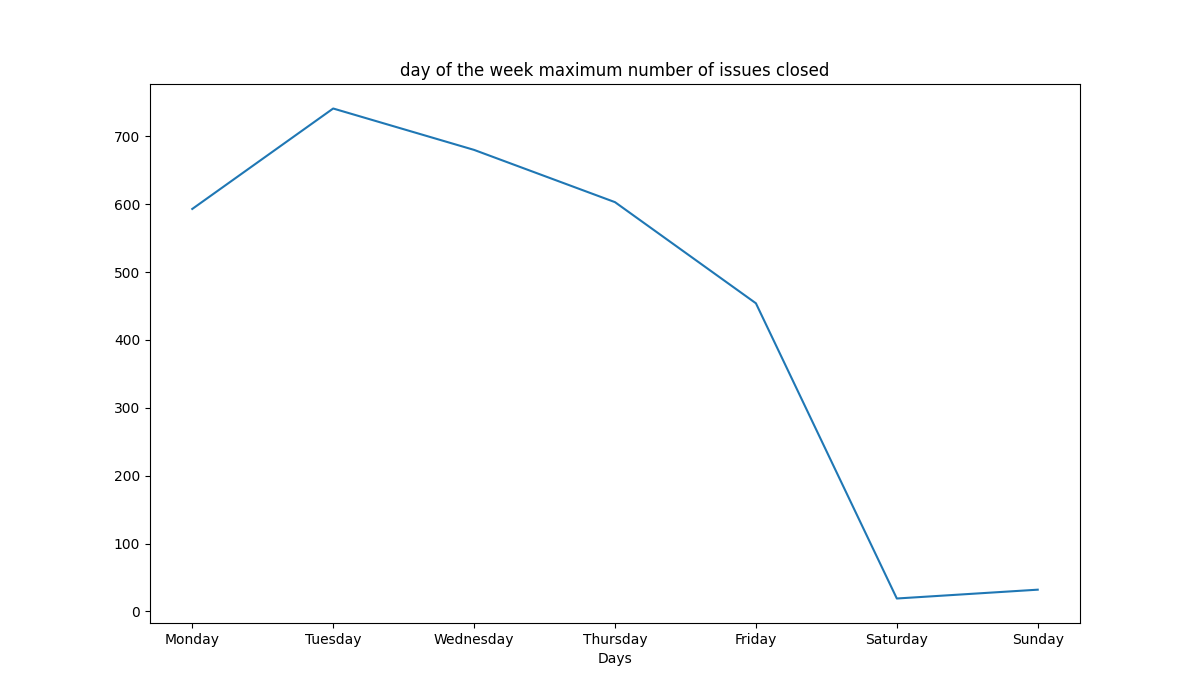 day of the week maximum number of issues closed
700
600
500
400
300
200
100
0
Monday Tuesday Wednesday Thursday Friday Saturday Sunday
Days